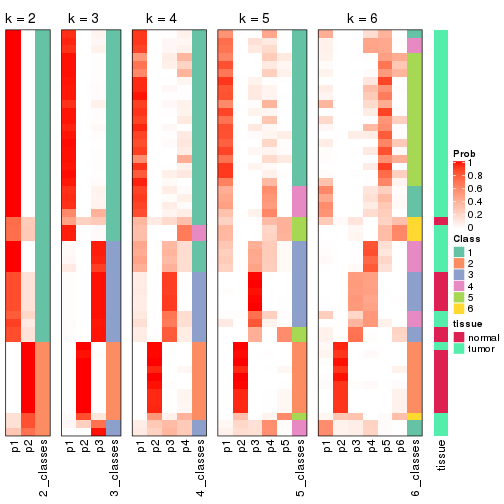 k = 2 k = 3 k = 4 k = 5 k = 6
p1 p2 2_classes p1 p2 p3 3_classes p1 p2 p3 p4 4_classes p1 p2 p3 p4 p5 5_classes p1 p2 p3 p4 p5 p6 6_classes tissue
Prob
1
0.8
0.6
0.4
0.2
0
Class
1
2
3
4
5
6
tissue
normal
tumor